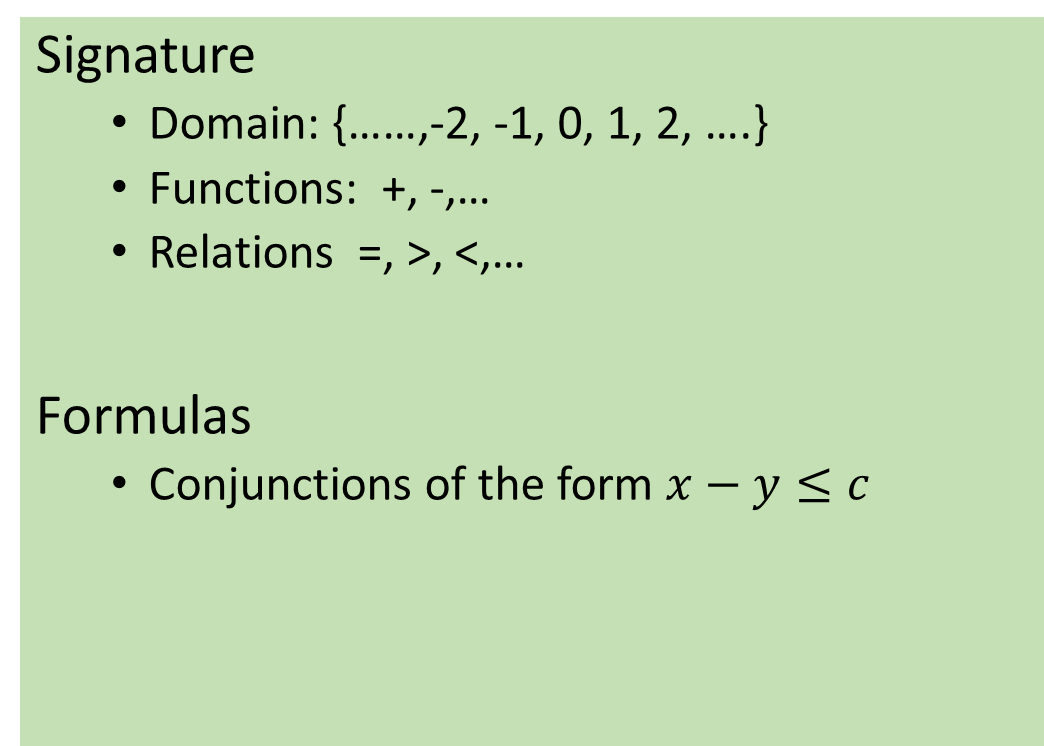 Signature
• Domain: {……,-2, -1, 0, 1, 2, ….}
• Functions:  +, -,…
• Relations  =, >, <,…
Formulas
• Conjunctions of the form 𝑥 − 𝑦 ≤ 𝑐